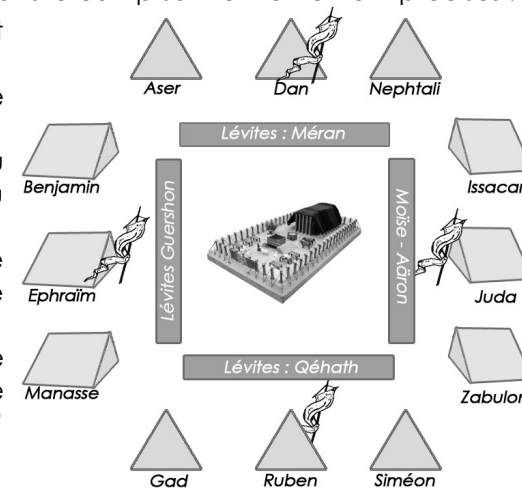 Aser
Dan
Nephtali
Lévites : Méran
Benjamin
Issacar
Lévites Guershon
Moïse - Aäron
Ephraïm
Juda
Lévites : Qéhath
Manasse
Zabulon
Gad
Ruben
Siméon